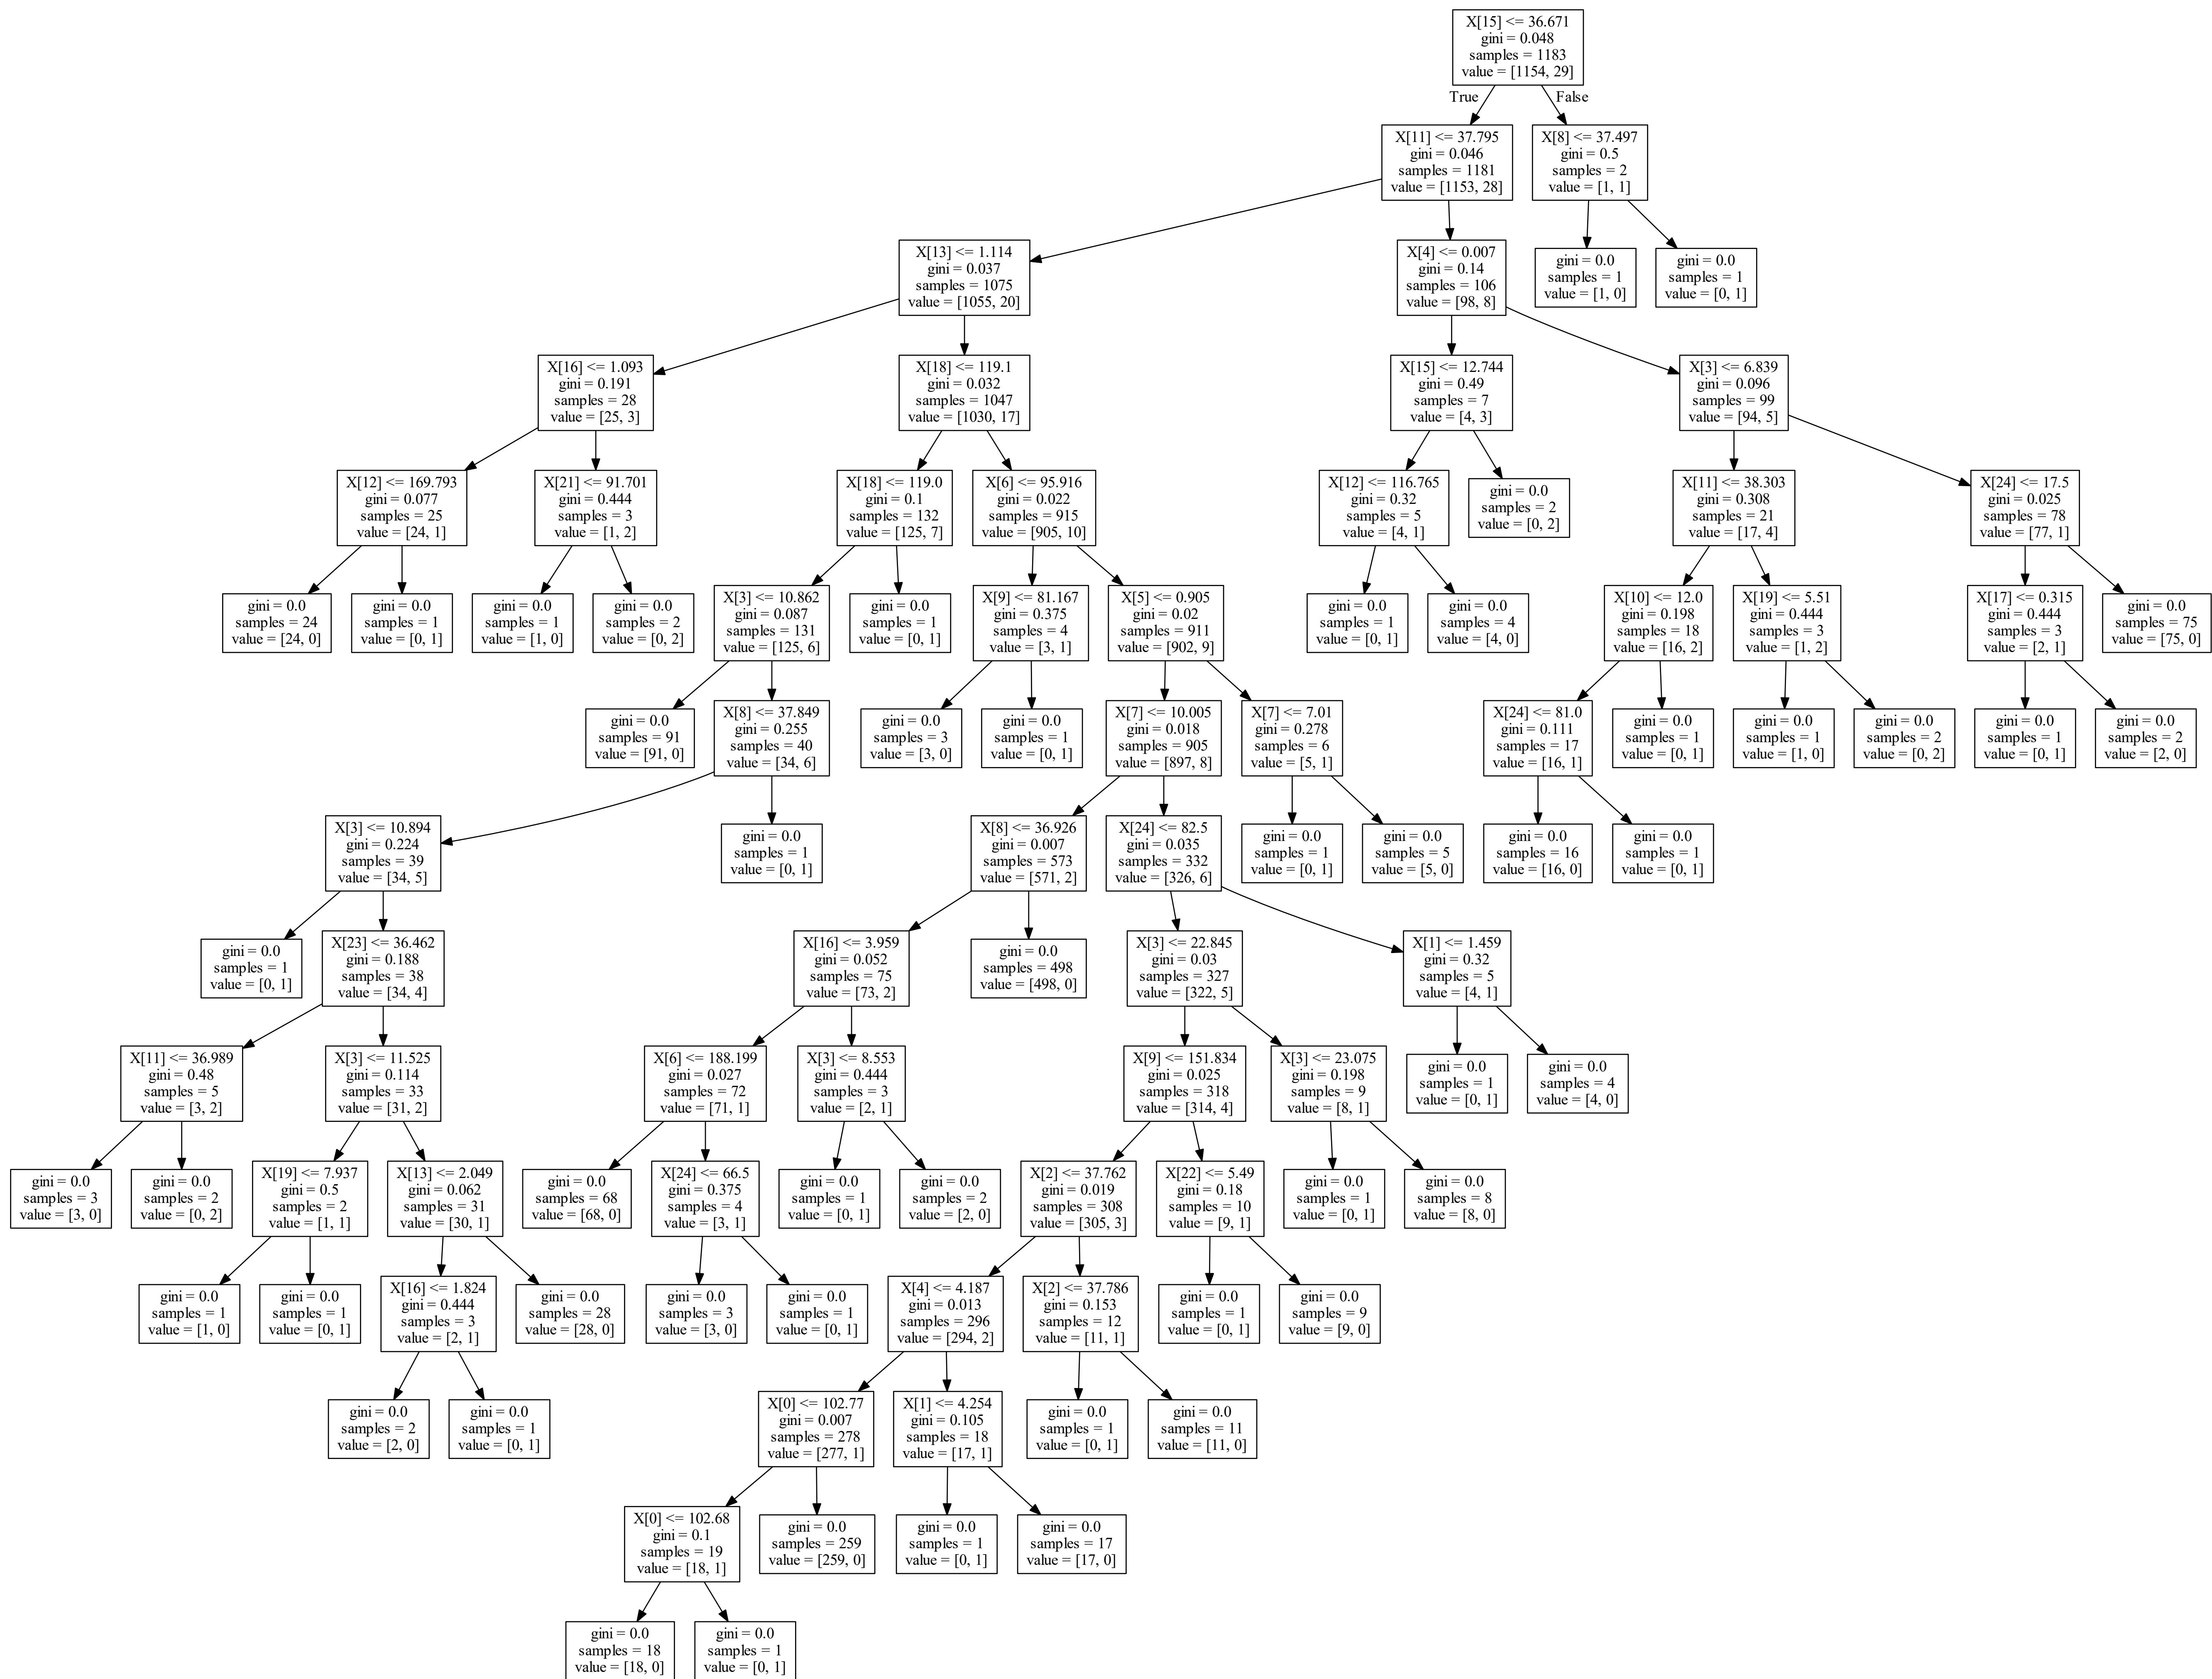 X[15] <= 36.671
gini = 0.048
samples = 1183
value = [1154, 29]
True
False
X[11] <= 37.795
gini = 0.046
samples = 1181
value = [1153, 28]
X[8] <= 37.497
gini = 0.5
samples = 2
value = [1, 1]
X[13] <= 1.114
gini = 0.037
samples = 1075
value = [1055, 20]
X[4] <= 0.007
gini = 0.14
samples = 106
value = [98, 8]
gini = 0.0
samples = 1
value = [1, 0]
gini = 0.0
samples = 1
value = [0, 1]
X[16] <= 1.093
gini = 0.191
samples = 28
value = [25, 3]
X[18] <= 119.1
gini = 0.032
samples = 1047
value = [1030, 17]
X[15] <= 12.744
gini = 0.49
samples = 7
value = [4, 3]
X[3] <= 6.839
gini = 0.096
samples = 99
value = [94, 5]
X[12] <= 169.793
gini = 0.077
samples = 25
value = [24, 1]
X[21] <= 91.701
gini = 0.444
samples = 3
value = [1, 2]
X[18] <= 119.0
gini = 0.1
samples = 132
value = [125, 7]
X[6] <= 95.916
gini = 0.022
samples = 915
value = [905, 10]
X[12] <= 116.765
gini = 0.32
samples = 5
value = [4, 1]
gini = 0.0
samples = 2
value = [0, 2]
X[11] <= 38.303
gini = 0.308
samples = 21
value = [17, 4]
X[24] <= 17.5
gini = 0.025
samples = 78
value = [77, 1]
gini = 0.0
samples = 24
value = [24, 0]
gini = 0.0
samples = 1
value = [0, 1]
gini = 0.0
samples = 1
value = [1, 0]
gini = 0.0
samples = 2
value = [0, 2]
X[3] <= 10.862
gini = 0.087
samples = 131
value = [125, 6]
gini = 0.0
samples = 1
value = [0, 1]
X[9] <= 81.167
gini = 0.375
samples = 4
value = [3, 1]
X[5] <= 0.905
gini = 0.02
samples = 911
value = [902, 9]
gini = 0.0
samples = 1
value = [0, 1]
gini = 0.0
samples = 4
value = [4, 0]
X[10] <= 12.0
gini = 0.198
samples = 18
value = [16, 2]
X[19] <= 5.51
gini = 0.444
samples = 3
value = [1, 2]
X[17] <= 0.315
gini = 0.444
samples = 3
value = [2, 1]
gini = 0.0
samples = 75
value = [75, 0]
gini = 0.0
samples = 91
value = [91, 0]
X[8] <= 37.849
gini = 0.255
samples = 40
value = [34, 6]
gini = 0.0
samples = 3
value = [3, 0]
gini = 0.0
samples = 1
value = [0, 1]
X[7] <= 10.005
gini = 0.018
samples = 905
value = [897, 8]
X[7] <= 7.01
gini = 0.278
samples = 6
value = [5, 1]
X[24] <= 81.0
gini = 0.111
samples = 17
value = [16, 1]
gini = 0.0
samples = 1
value = [0, 1]
gini = 0.0
samples = 1
value = [1, 0]
gini = 0.0
samples = 2
value = [0, 2]
gini = 0.0
samples = 1
value = [0, 1]
gini = 0.0
samples = 2
value = [2, 0]
X[3] <= 10.894
gini = 0.224
samples = 39
value = [34, 5]
gini = 0.0
samples = 1
value = [0, 1]
X[8] <= 36.926
gini = 0.007
samples = 573
value = [571, 2]
X[24] <= 82.5
gini = 0.035
samples = 332
value = [326, 6]
gini = 0.0
samples = 1
value = [0, 1]
gini = 0.0
samples = 5
value = [5, 0]
gini = 0.0
samples = 16
value = [16, 0]
gini = 0.0
samples = 1
value = [0, 1]
gini = 0.0
samples = 1
value = [0, 1]
X[23] <= 36.462
gini = 0.188
samples = 38
value = [34, 4]
X[16] <= 3.959
gini = 0.052
samples = 75
value = [73, 2]
gini = 0.0
samples = 498
value = [498, 0]
X[3] <= 22.845
gini = 0.03
samples = 327
value = [322, 5]
X[1] <= 1.459
gini = 0.32
samples = 5
value = [4, 1]
X[11] <= 36.989
gini = 0.48
samples = 5
value = [3, 2]
X[3] <= 11.525
gini = 0.114
samples = 33
value = [31, 2]
X[6] <= 188.199
gini = 0.027
samples = 72
value = [71, 1]
X[3] <= 8.553
gini = 0.444
samples = 3
value = [2, 1]
X[9] <= 151.834
gini = 0.025
samples = 318
value = [314, 4]
X[3] <= 23.075
gini = 0.198
samples = 9
value = [8, 1]
gini = 0.0
samples = 1
value = [0, 1]
gini = 0.0
samples = 4
value = [4, 0]
gini = 0.0
samples = 3
value = [3, 0]
gini = 0.0
samples = 2
value = [0, 2]
X[19] <= 7.937
gini = 0.5
samples = 2
value = [1, 1]
X[13] <= 2.049
gini = 0.062
samples = 31
value = [30, 1]
gini = 0.0
samples = 68
value = [68, 0]
X[24] <= 66.5
gini = 0.375
samples = 4
value = [3, 1]
gini = 0.0
samples = 1
value = [0, 1]
gini = 0.0
samples = 2
value = [2, 0]
X[2] <= 37.762
gini = 0.019
samples = 308
value = [305, 3]
X[22] <= 5.49
gini = 0.18
samples = 10
value = [9, 1]
gini = 0.0
samples = 1
value = [0, 1]
gini = 0.0
samples = 8
value = [8, 0]
gini = 0.0
samples = 1
value = [1, 0]
gini = 0.0
samples = 1
value = [0, 1]
X[16] <= 1.824
gini = 0.444
samples = 3
value = [2, 1]
gini = 0.0
samples = 28
value = [28, 0]
gini = 0.0
samples = 3
value = [3, 0]
gini = 0.0
samples = 1
value = [0, 1]
X[4] <= 4.187
gini = 0.013
samples = 296
value = [294, 2]
X[2] <= 37.786
gini = 0.153
samples = 12
value = [11, 1]
gini = 0.0
samples = 1
value = [0, 1]
gini = 0.0
samples = 9
value = [9, 0]
gini = 0.0
samples = 2
value = [2, 0]
gini = 0.0
samples = 1
value = [0, 1]
X[0] <= 102.77
gini = 0.007
samples = 278
value = [277, 1]
X[1] <= 4.254
gini = 0.105
samples = 18
value = [17, 1]
gini = 0.0
samples = 1
value = [0, 1]
gini = 0.0
samples = 11
value = [11, 0]
X[0] <= 102.68
gini = 0.1
samples = 19
value = [18, 1]
gini = 0.0
samples = 259
value = [259, 0]
gini = 0.0
samples = 1
value = [0, 1]
gini = 0.0
samples = 17
value = [17, 0]
gini = 0.0
samples = 18
value = [18, 0]
gini = 0.0
samples = 1
value = [0, 1]